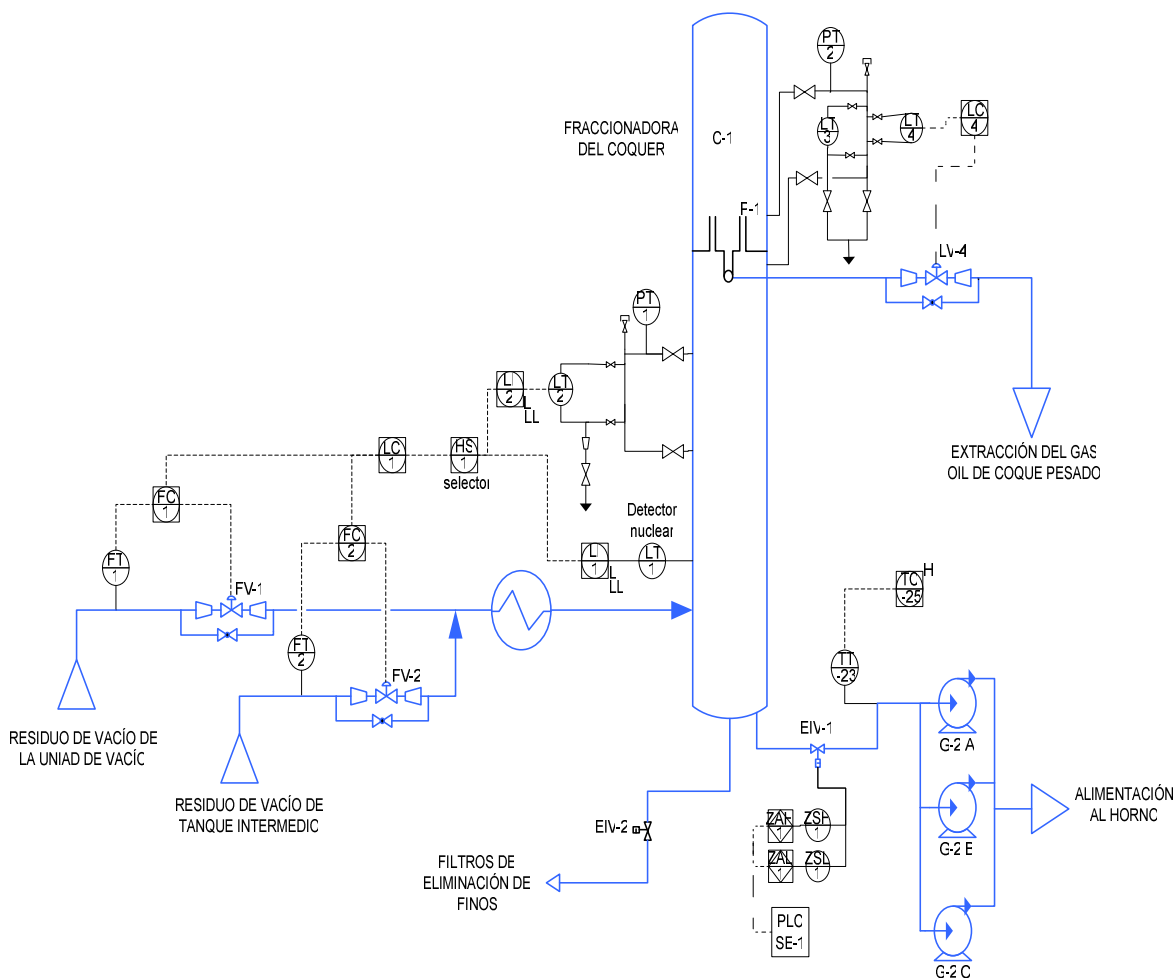 PT
2
LC
4
LT
3
LT
4
FRACCIONADORA
DEL COQUER
C-1
LV-4
PT
1
LI
2
L
LL
LT
2
EXTRACCIÓN DEL GAS
OIL DE COQUE PESADO
LC
1
HS
1
selector
FC
1
FC
2
Detector
nuclear
LI
1
L
LL
LT
1
FT
1
FV-1
TC
-25
H
FT
2
FV-2
TT
-23
RESIDUO DE VACÍO DE
LA UNIAD DE VACÍO
G-2 A
EIV-1
RESIDUO DE VACÍO DE
TANQUE INTERMEDIO
ALIMENTACIÓN
AL HORNO
EIV-2
ZAH
1
ZSH
1
G-2 E
ZAL
1
ZSL
1
FILTROS DE
ELIMINACIÓN DE
FINOS
PLC
SE-1
G-2 C